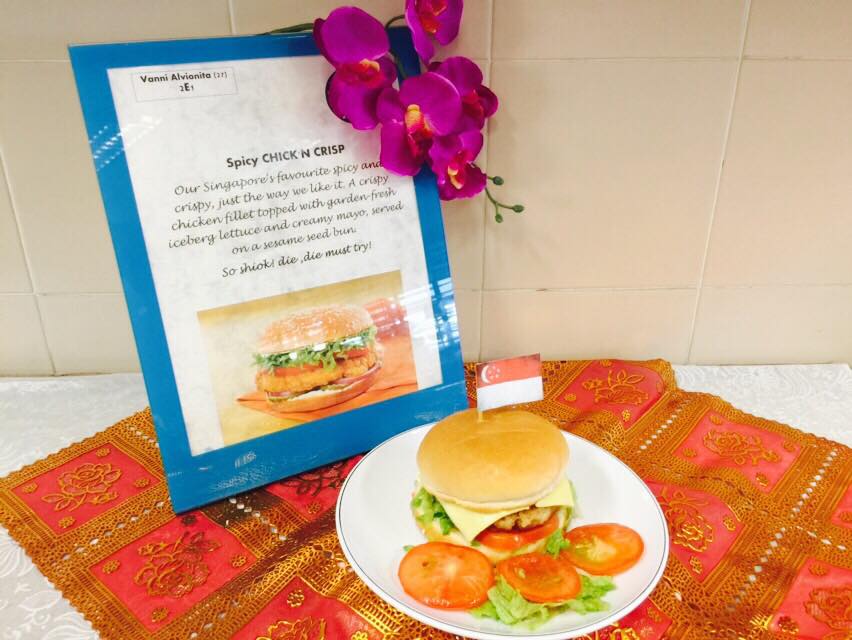 Vanni Alvionita (27)
2E1
Spicy CHICK'N CRISP
Our Singapore's favourite spicy and
crispy, just the way we like it. A crispy
chicken fillet topped with garden-fresh
iceberg lettuce and creamy mayo, served
on a sesame seed bun.
So shiok! die ,die must try!